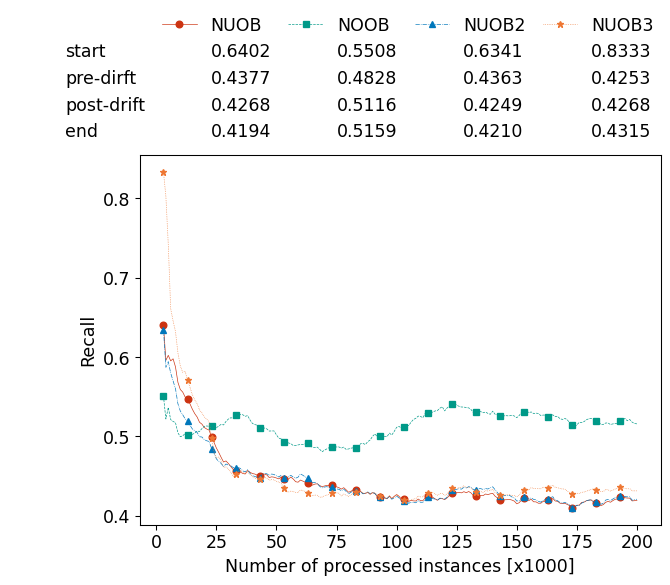 NUOB NOOB NUOB2 NUOB3
start 0.6402 0.5508 0.6341 0.8333
pre-dirft 0.4377 0.4828 0.4363 0.4253
post-drift 0.4268 0.5116 0.4249 0.4268
end 0.4194 0.5159 0.4210 0.4315
0.8
0.7
0.6
0.5
0.4
Recall
0 25 50 75 100 125 150 175 200
Number of processed instances [x1000]